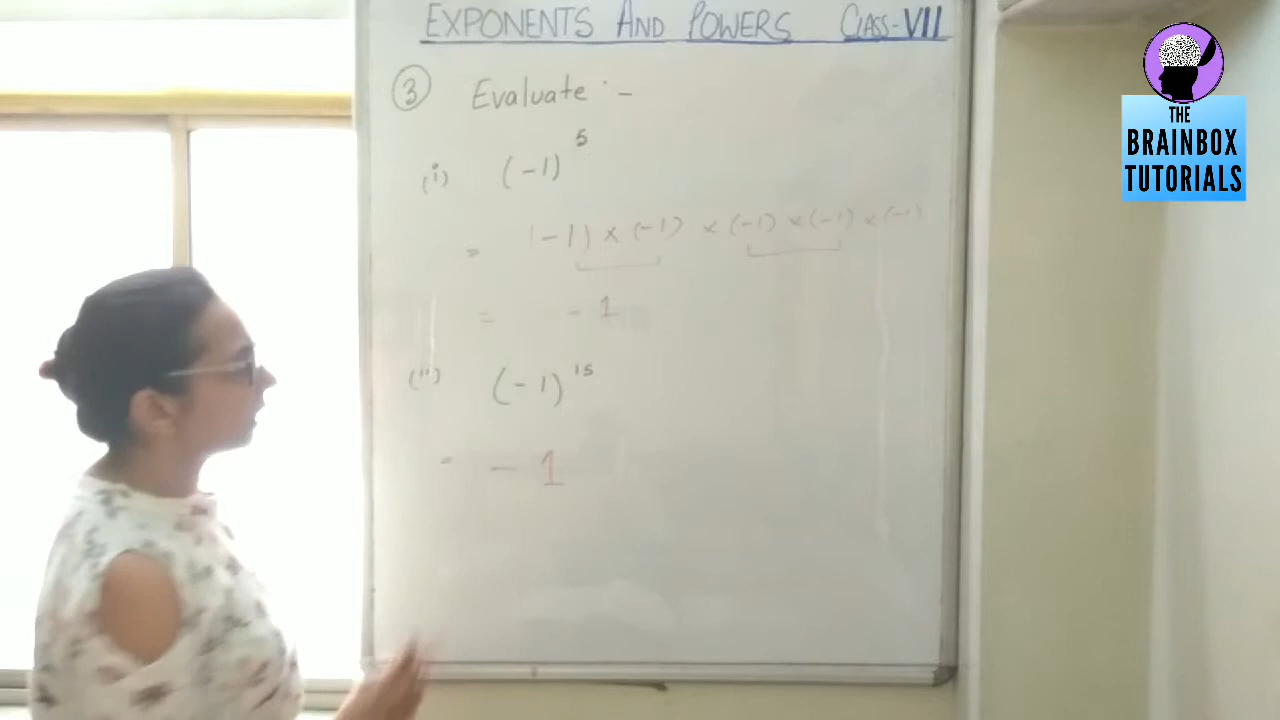 EXPONENTS AND POWERS CLASS-VII
③ Evaluate :-
(i) (-1)⁵
= (-1) × (-1) × (-1) × (-1) × (-1)
= - 1
(ii) (-1)¹⁵
= - 1
THE
BRAINBOX
TUTORIALS